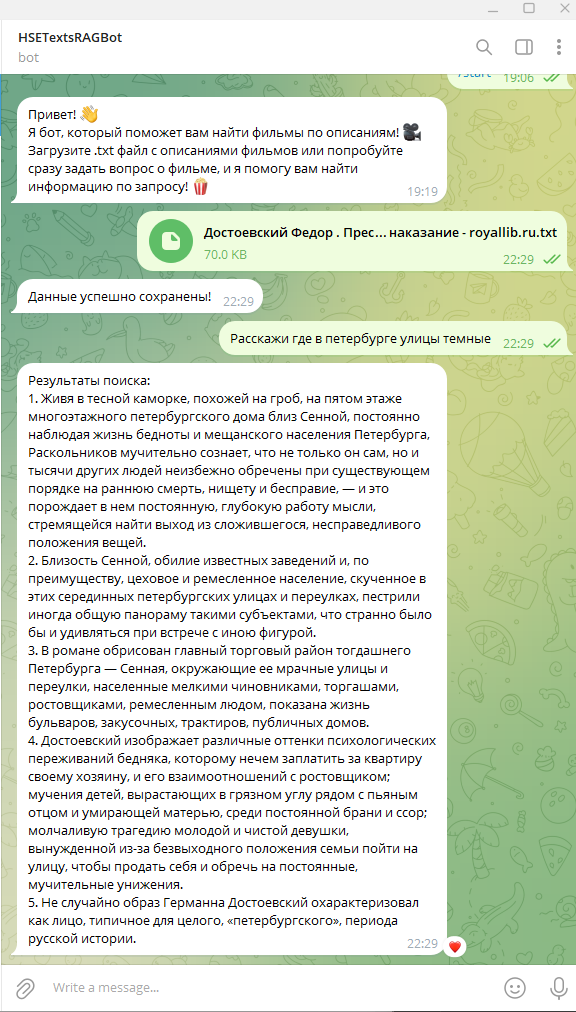 HSETextsRAGBot
bot
/start 19:06
Привет! 👋
Я бот, который поможет вам найти фильмы по описаниям! 🎥
Загрузите .txt файл с описаниями фильмов или попробуйте
сразу задать вопрос о фильме, и я помогу вам найти
информацию по запросу! 🍿 19:19
Достоевский Федор . Прес... наказание - royallib.ru.txt
70.0 KB 22:29
Данные успешно сохранены! 22:29
Расскажи где в петербурге улицы темные 22:29
Результаты поиска:
1. Живя в тесной каморке, похожей на гроб, на пятом этаже
многоэтажного петербургского дома близ Сенной, постоянно
наблюдая жизнь бедноты и мещанского населения Петербурга,
Раскольников мучительно сознает, что не только он сам, но и
тысячи других людей неизбежно обречены при существующем
порядке на раннюю смерть, нищету и бесправие, — и это
порождает в нем постоянную, глубокую работу мысли,
стремящейся найти выход из сложившегося, несправедливого
положения вещей.
2. Близость Сенной, обилие известных заведений и, по
преимуществу, цеховое и ремесленное население, скученное в
этих серединных петербургских улицах и переулках, пестрили
иногда общую панораму такими субъектами, что странно было
бы и удивляться при встрече с иною фигурой.
3. В романе обрисован главный торговый район тогдашнего
Петербурга — Сенная, окружающие ее мрачные улицы и
переулки, населенные мелкими чиновниками, торгашами,
ростовщиками, ремесленным людом, показана жизнь
бульваров, закусочных, трактиров, публичных домов.
4. Достоевский изображает различные оттенки психологических
переживаний бедняка, которому нечем заплатить за квартиру
своему хозяину, и его взаимоотношений с ростовщиком;
мучения детей, вырастающих в грязном углу рядом с пьяным
отцом и умирающей матерью, среди постоянной брани и ссор;
молчаливую трагедию молодой и чистой девушки,
вынужденной из-за безвыходного положения семьи пойти на
улицу, чтобы продать себя и обречь на постоянные,
мучительные унижения.
5. Не случайно образ Германна Достоевский охарактеризовал
как лицо, типичное для целого, «петербургского», периода
русской истории. 22:29
Write a message...